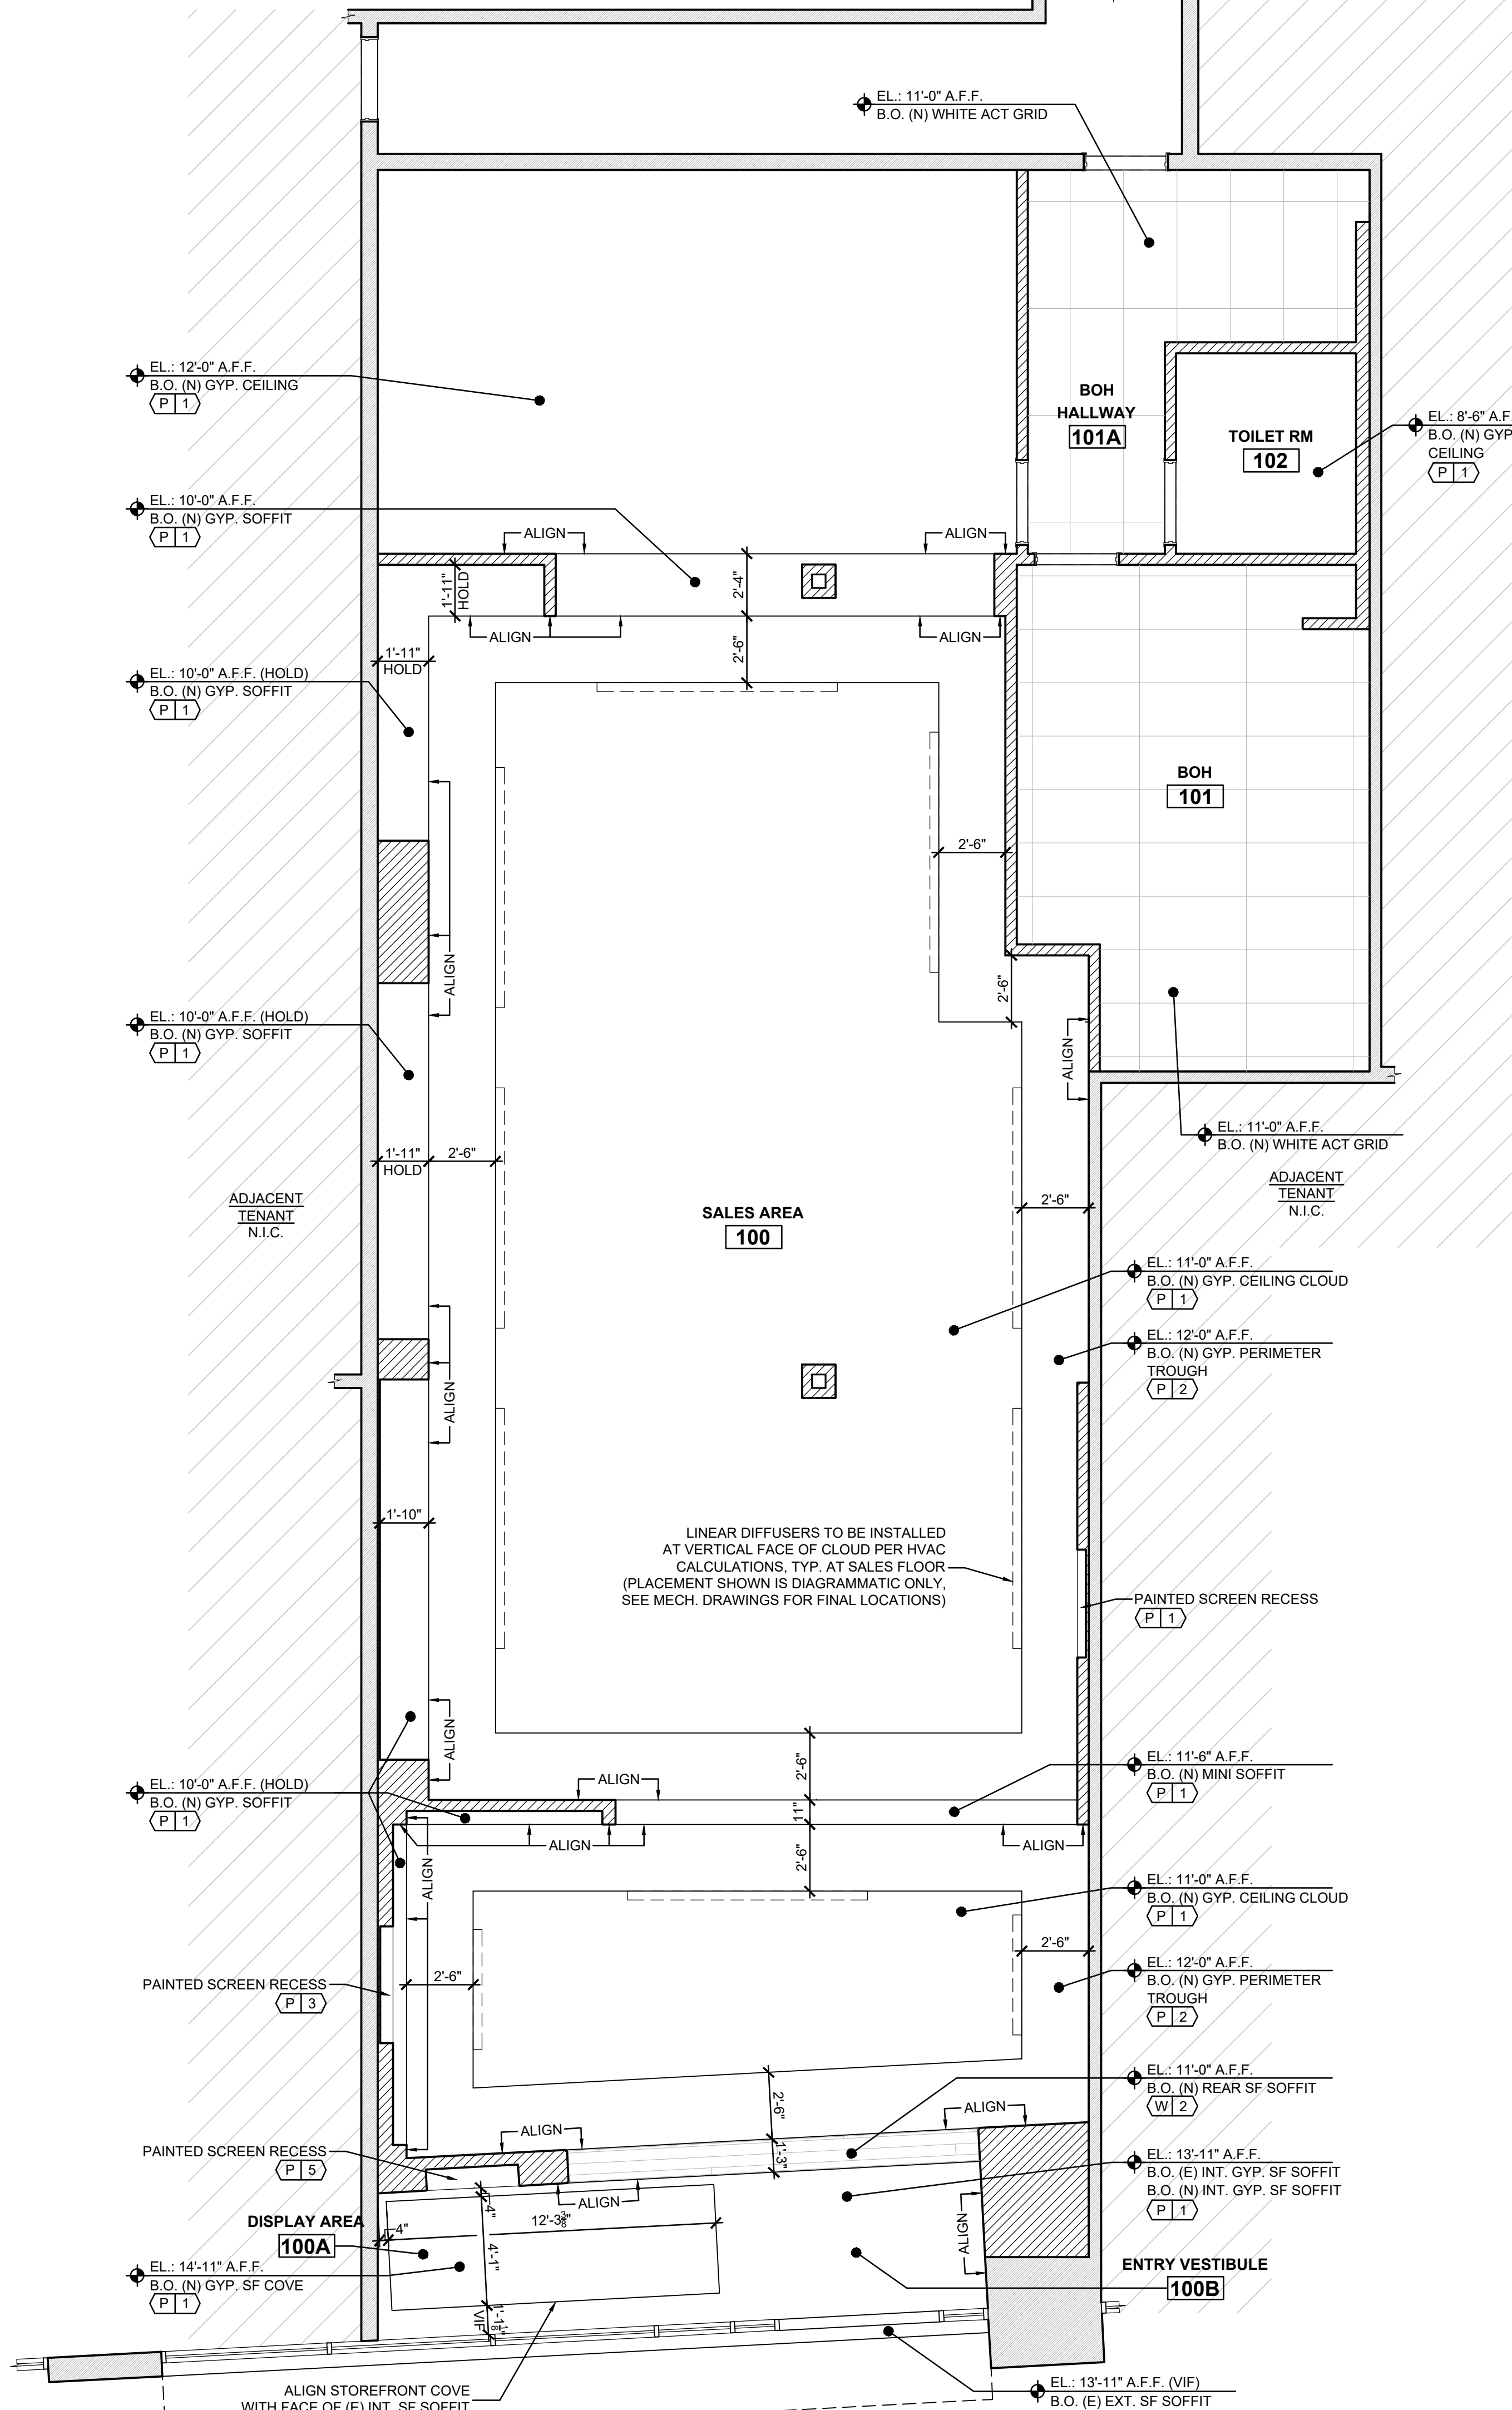 EL.: 11'-0" A.F.F.
B.O. (N) WHITE ACT GRID
EL.: 12'-0" A.F.F.
B.O. (N) GYP. CEILING
P 1
BOH
HALLWAY
101A
TOILET RM
102
EL.: 8'-6" A.F
B.O. (N) GYP
CEILING
P 1
EL.: 10'-0" A.F.F.
B.O. (N) GYP. SOFFIT
P 1
ALIGN
ALIGN
1'-11"
HOLD
2'-4"
ALIGN
ALIGN
1'-11"
HOLD
2'-6"
EL.: 10'-0" A.F.F. (HOLD)
B.O. (N) GYP. SOFFIT
P 1
BOH
101
2'-6"
ALIGN
2'-6"
EL.: 10'-0" A.F.F. (HOLD)
B.O. (N) GYP. SOFFIT
P 1
ALIGN
EL.: 11'-0" A.F.F.
B.O. (N) WHITE ACT GRID
1'-11"
HOLD
2'-6"
ADJACENT
TENANT
N.I.C.
ADJACENT
TENANT
N.I.C.
SALES AREA
100
2'-6"
EL.: 11'-0" A.F.F.
B.O. (N) GYP. CEILING CLOUD
P 1
EL.: 12'-0" A.F.F.
B.O. (N) GYP. PERIMETER
TROUGH
P 2
ALIGN
1'-10"
LINEAR DIFFUSERS TO BE INSTALLED
AT VERTICAL FACE OF CLOUD PER HVAC
CALCULATIONS, TYP. AT SALES FLOOR
(PLACEMENT SHOWN IS DIAGRAMMATIC ONLY,
SEE MECH. DRAWINGS FOR FINAL LOCATIONS)
PAINTED SCREEN RECESS
P 1
ALIGN
2'-6"
EL.: 11'-6" A.F.F.
B.O. (N) MINI SOFFIT
P 1
EL.: 10'-0" A.F.F. (HOLD)
B.O. (N) GYP. SOFFIT
P 1
ALIGN
11"
ALIGN
ALIGN
ALIGN
2'-6"
EL.: 11'-0" A.F.F.
B.O. (N) GYP. CEILING CLOUD
P 1
2'-6"
2'-6"
EL.: 12'-0" A.F.F.
B.O. (N) GYP. PERIMETER
TROUGH
P 2
PAINTED SCREEN RECESS
P 3
EL.: 11'-0" A.F.F.
B.O. (N) REAR SF SOFFIT
W 2
2'-6"
ALIGN
ALIGN
1'-3"
PAINTED SCREEN RECESS
P 5
EL.: 13'-11" A.F.F.
B.O. (E) INT. GYP. SF SOFFIT
B.O. (N) INT. GYP. SF SOFFIT
P 1
ALIGN
4"
12'-3⅜"
4"
4'-1"
ALIGN
DISPLAY AREA
100A
EL.: 14'-11" A.F.F.
B.O. (N) GYP. SF COVE
P 1
ENTRY VESTIBULE
100B
1'-1⅛"
VIF
ALIGN STOREFRONT COVE
WITH FACE OF (E) INT. SF SOFFIT
EL.: 13'-11" A.F.F. (VIF)
B.O. (E) EXT. SF SOFFIT